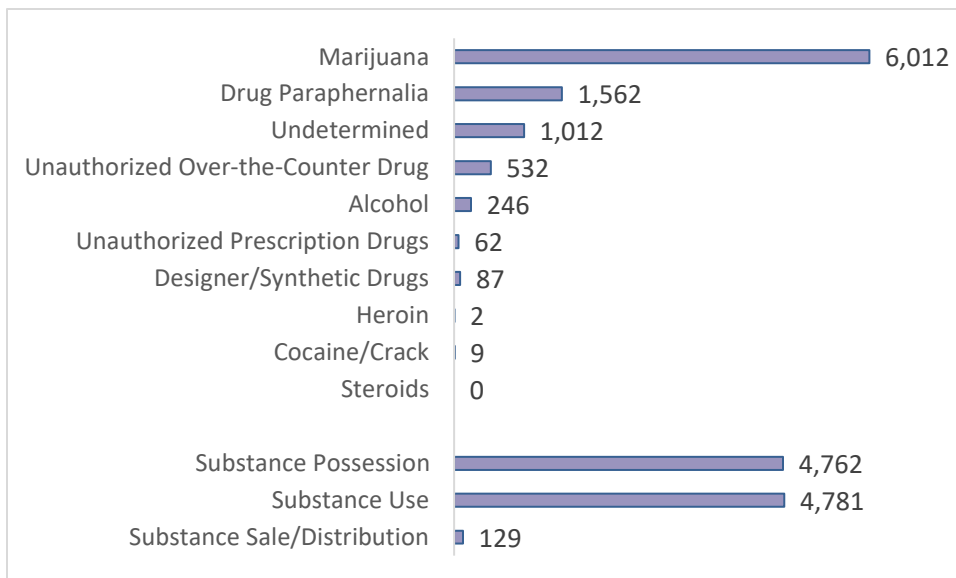 Marijuana 6,012
Drug Paraphernalia 1,562
Undetermined 1,012
Unauthorized Over-the-Counter Drug 532
Alcohol 246
Unauthorized Prescription Drugs 62
Designer/Synthetic Drugs 87
Heroin 2
Cocaine/Crack 9
Steroids 0
Substance Possession 4,762
Substance Use 4,781
Substance Sale/Distribution 129